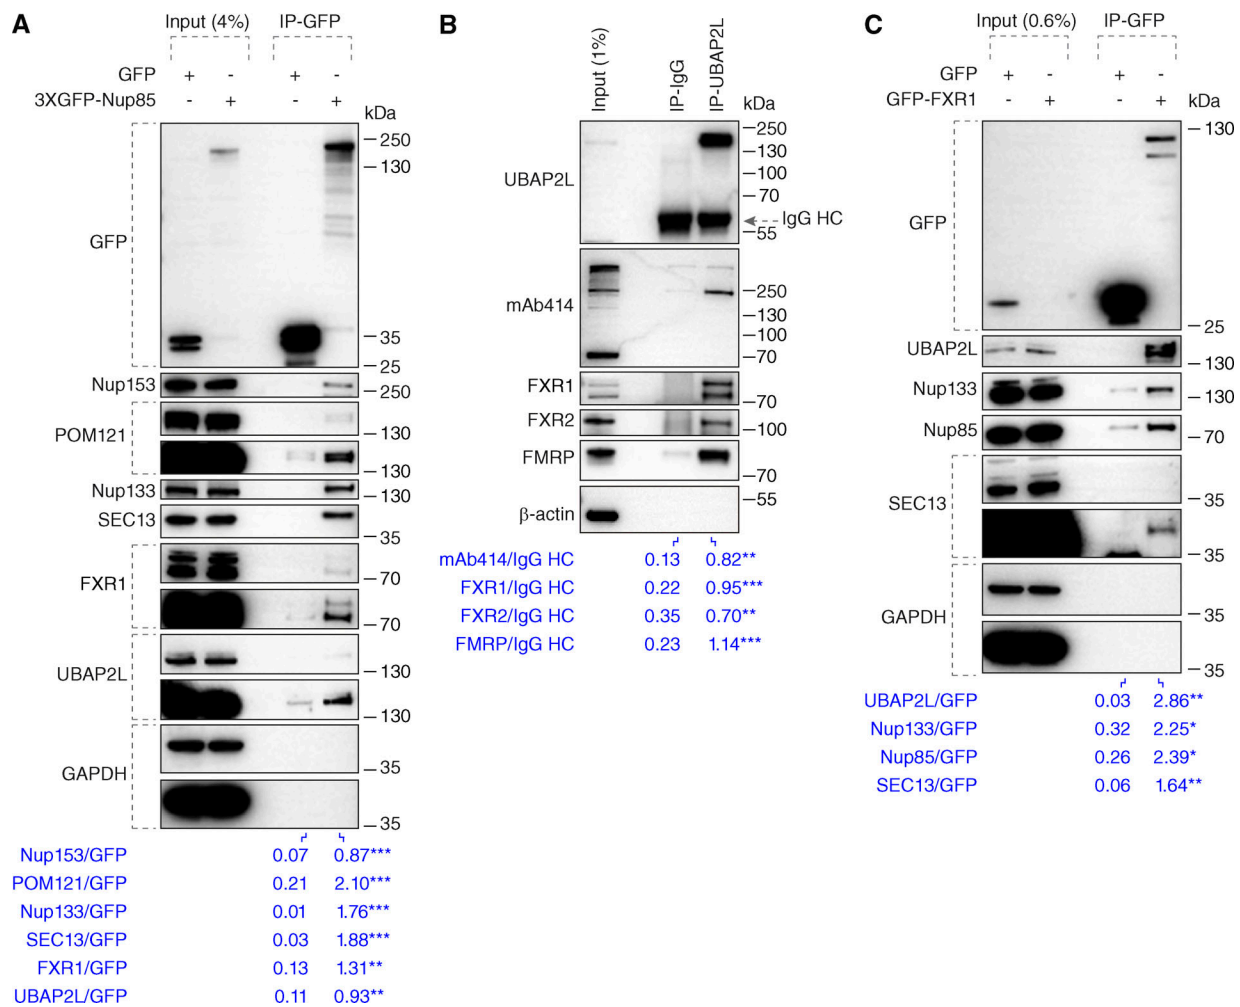 A
Input (4%) IP-GFP
GFP + - + -
3XGFP-Nup85 - + - +
kDa
GFP
250
130
35
25
Nup153
250
POM121
130
130
Nup133
130
SEC13
35
FXR1
70
70
UBAP2L
130
130
GAPDH
35
35
Nup153/GFP 0.07 0.87***
POM121/GFP 0.21 2.10***
Nup133/GFP 0.01 1.76***
SEC13/GFP 0.03 1.88***
FXR1/GFP 0.13 1.31**
UBAP2L/GFP 0.11 0.93**
B
Input (1%)
IP-IgG
IP-UBAP2L
kDa
UBAP2L
250
130
100
70
IgG HC
55
mAb414
250
130
100
70
FXR1
70
FXR2
100
FMRP
70
β-actin
55
mAb414/IgG HC 0.13 0.82**
FXR1/IgG HC 0.22 0.95***
FXR2/IgG HC 0.35 0.70**
FMRP/IgG HC 0.23 1.14***
C
Input (0.6%) IP-GFP
GFP + - + -
GFP-FXR1 - + - +
kDa
GFP
130
25
UBAP2L
130
Nup133
130
Nup85
70
SEC13
35
35
GAPDH
35
35
UBAP2L/GFP 0.03 2.86**
Nup133/GFP 0.32 2.25*
Nup85/GFP 0.26 2.39*
SEC13/GFP 0.06 1.64**